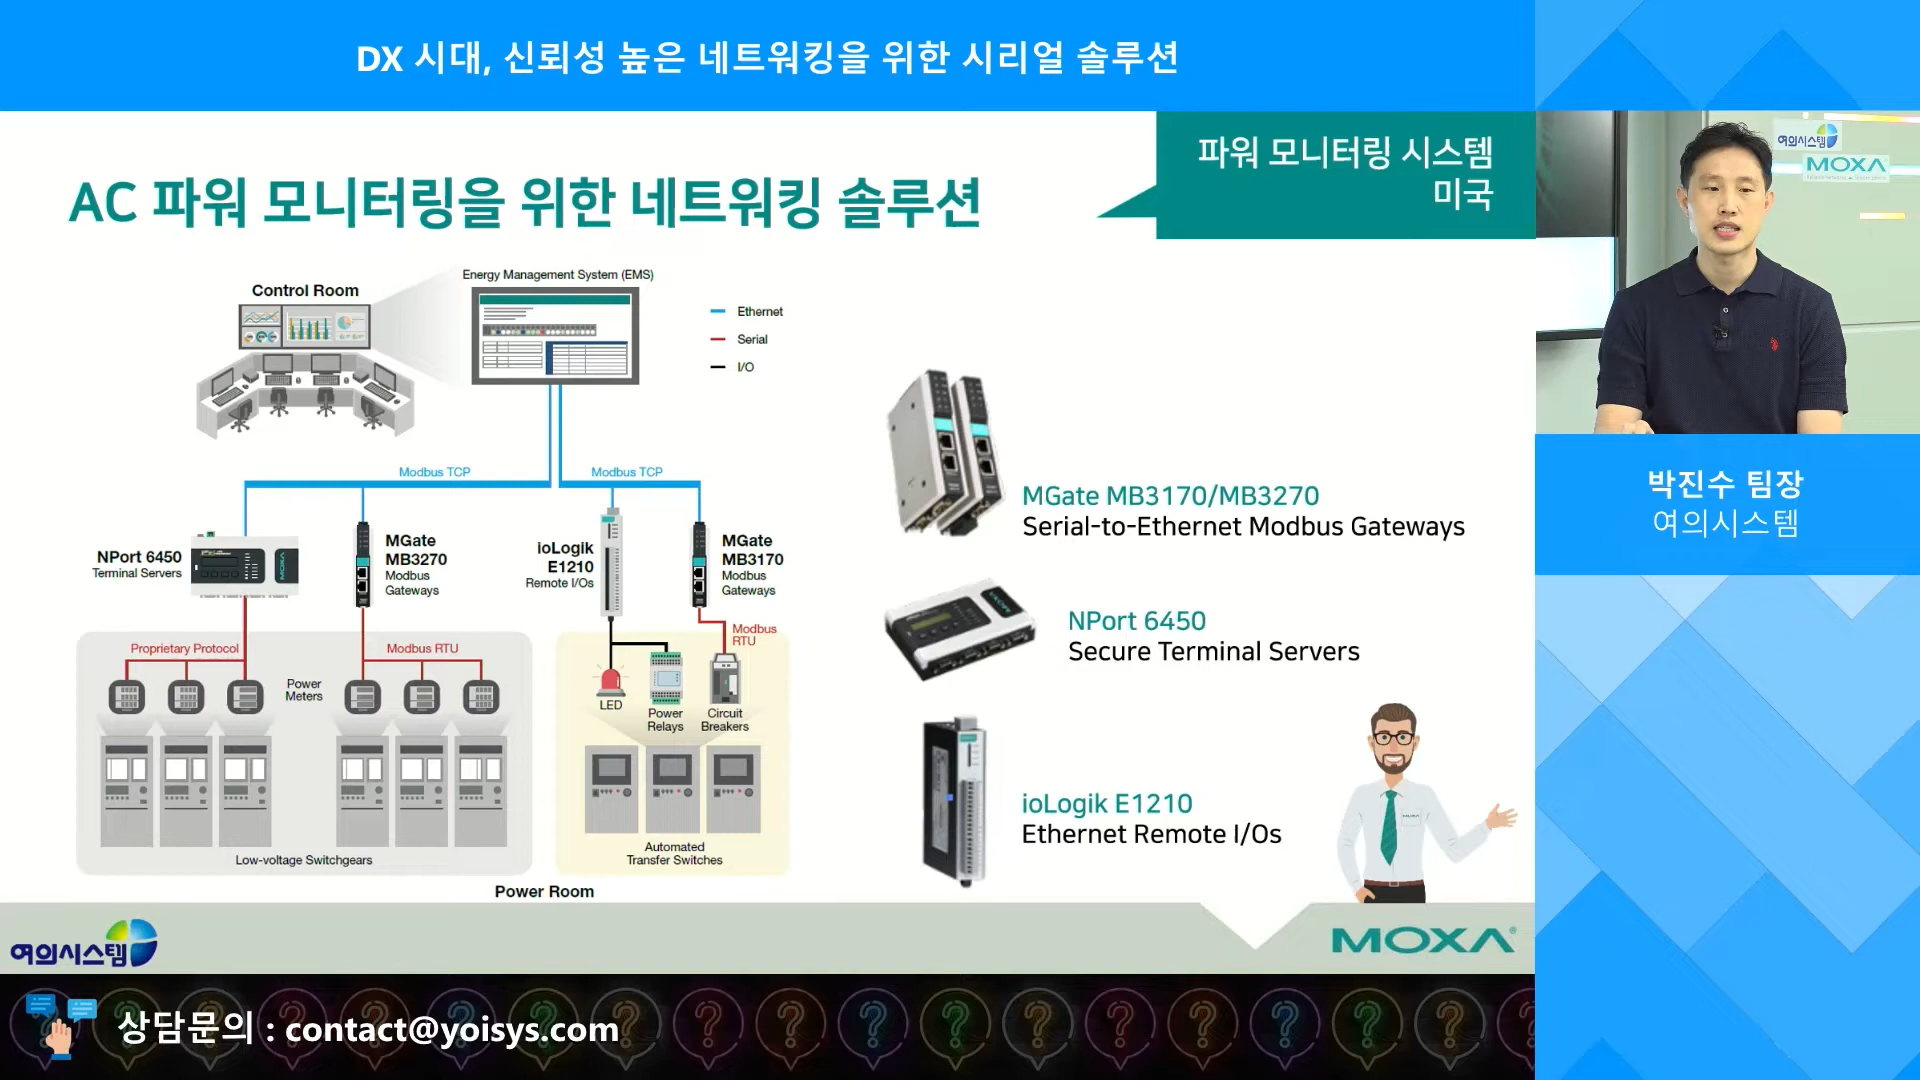 DX 시대, 신뢰성 높은 네트워킹을 위한 시리얼 솔루션
파워 모니터링 시스템
미국
AC 파워 모니터링을 위한 네트워킹 솔루션
여의시스템
MOXA
박진수 팀장
여의시스템
Control Room
Energy Management System (EMS)
Ethernet
Serial
I/O
Modbus TCP
Modbus TCP
NPort 6450
Terminal Servers
MOXA
MGate
MB3270
Modbus
Gateways
ioLogik
E1210
Remote I/Os
MGate
MB3170
Modbus
Gateways
Proprietary Protocol
Modbus RTU
Modbus
RTU
Power
Meters
LED
Power
Relays
Circuit
Breakers
Low-voltage Switchgears
Automated
Transfer Switches
Power Room
MGate MB3170/MB3270
Serial-to-Ethernet Modbus Gateways
NPort 6450
Secure Terminal Servers
ioLogik E1210
Ethernet Remote I/Os
여의시스템
MOXA®
상담문의 : contact@yoisys.com